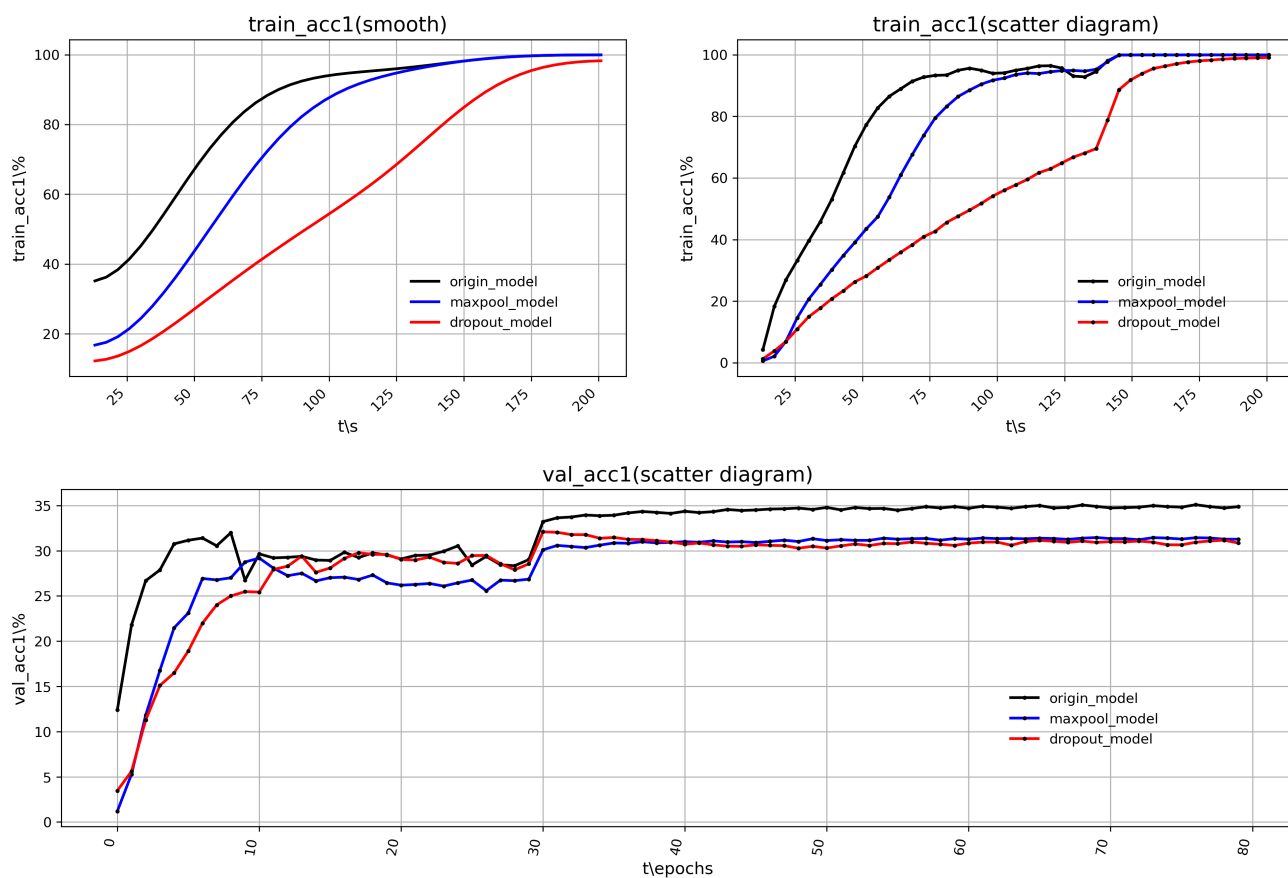 train_acc1(smooth)
train_acc1\%
100
80
60
40
20
origin_model
maxpool_model
dropout_model
25
50
75
100
125
150
175
200
t\s
train_acc1(scatter diagram)
train_acc1\%
100
80
60
40
20
0
origin_model
maxpool_model
dropout_model
25
50
75
100
125
150
175
200
t\s
val_acc1(scatter diagram)
val_acc1\%
35
30
25
20
15
10
5
0
origin_model
maxpool_model
dropout_model
0
10
20
30
40
50
60
70
80
t\epochs